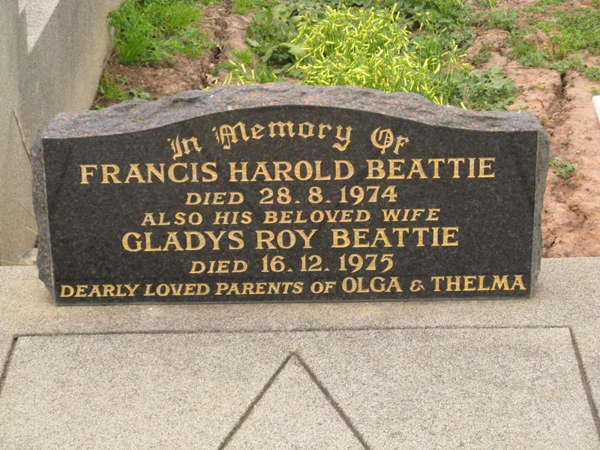 In Memory Of
FRANCIS HAROLD BEATTIE
DIED 28.8.1974
ALSO HIS BELOVED WIFE
GLADYS ROY BEATTIE
DIED 16.12.1975
DEARLY LOVED PARENTS OF OLGA & THELMA